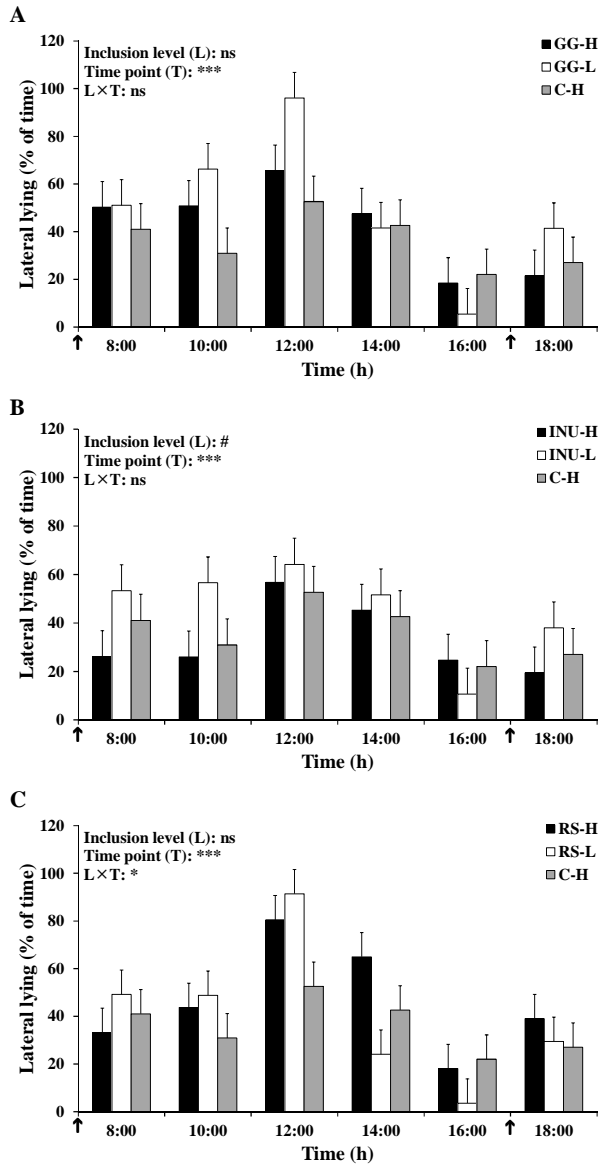 A
120
100
80
60
40
20
0
Lateral lying (% of time)
Inclusion level (L): ns
Time point (T): ***
L×T: ns
GG-H
GG-L
C-H
8:00 10:00 12:00 14:00 16:00 18:00
Time (h)
B
120
100
80
60
40
20
0
Lateral lying (% of time)
Inclusion level (L): #
Time point (T): ***
L×T: ns
INU-H
INU-L
C-H
8:00 10:00 12:00 14:00 16:00 18:00
Time (h)
C
120
100
80
60
40
20
0
Lateral lying (% of time)
Inclusion level (L): ns
Time point (T): ***
L×T: *
RS-H
RS-L
C-H
8:00 10:00 12:00 14:00 16:00 18:00
Time (h)